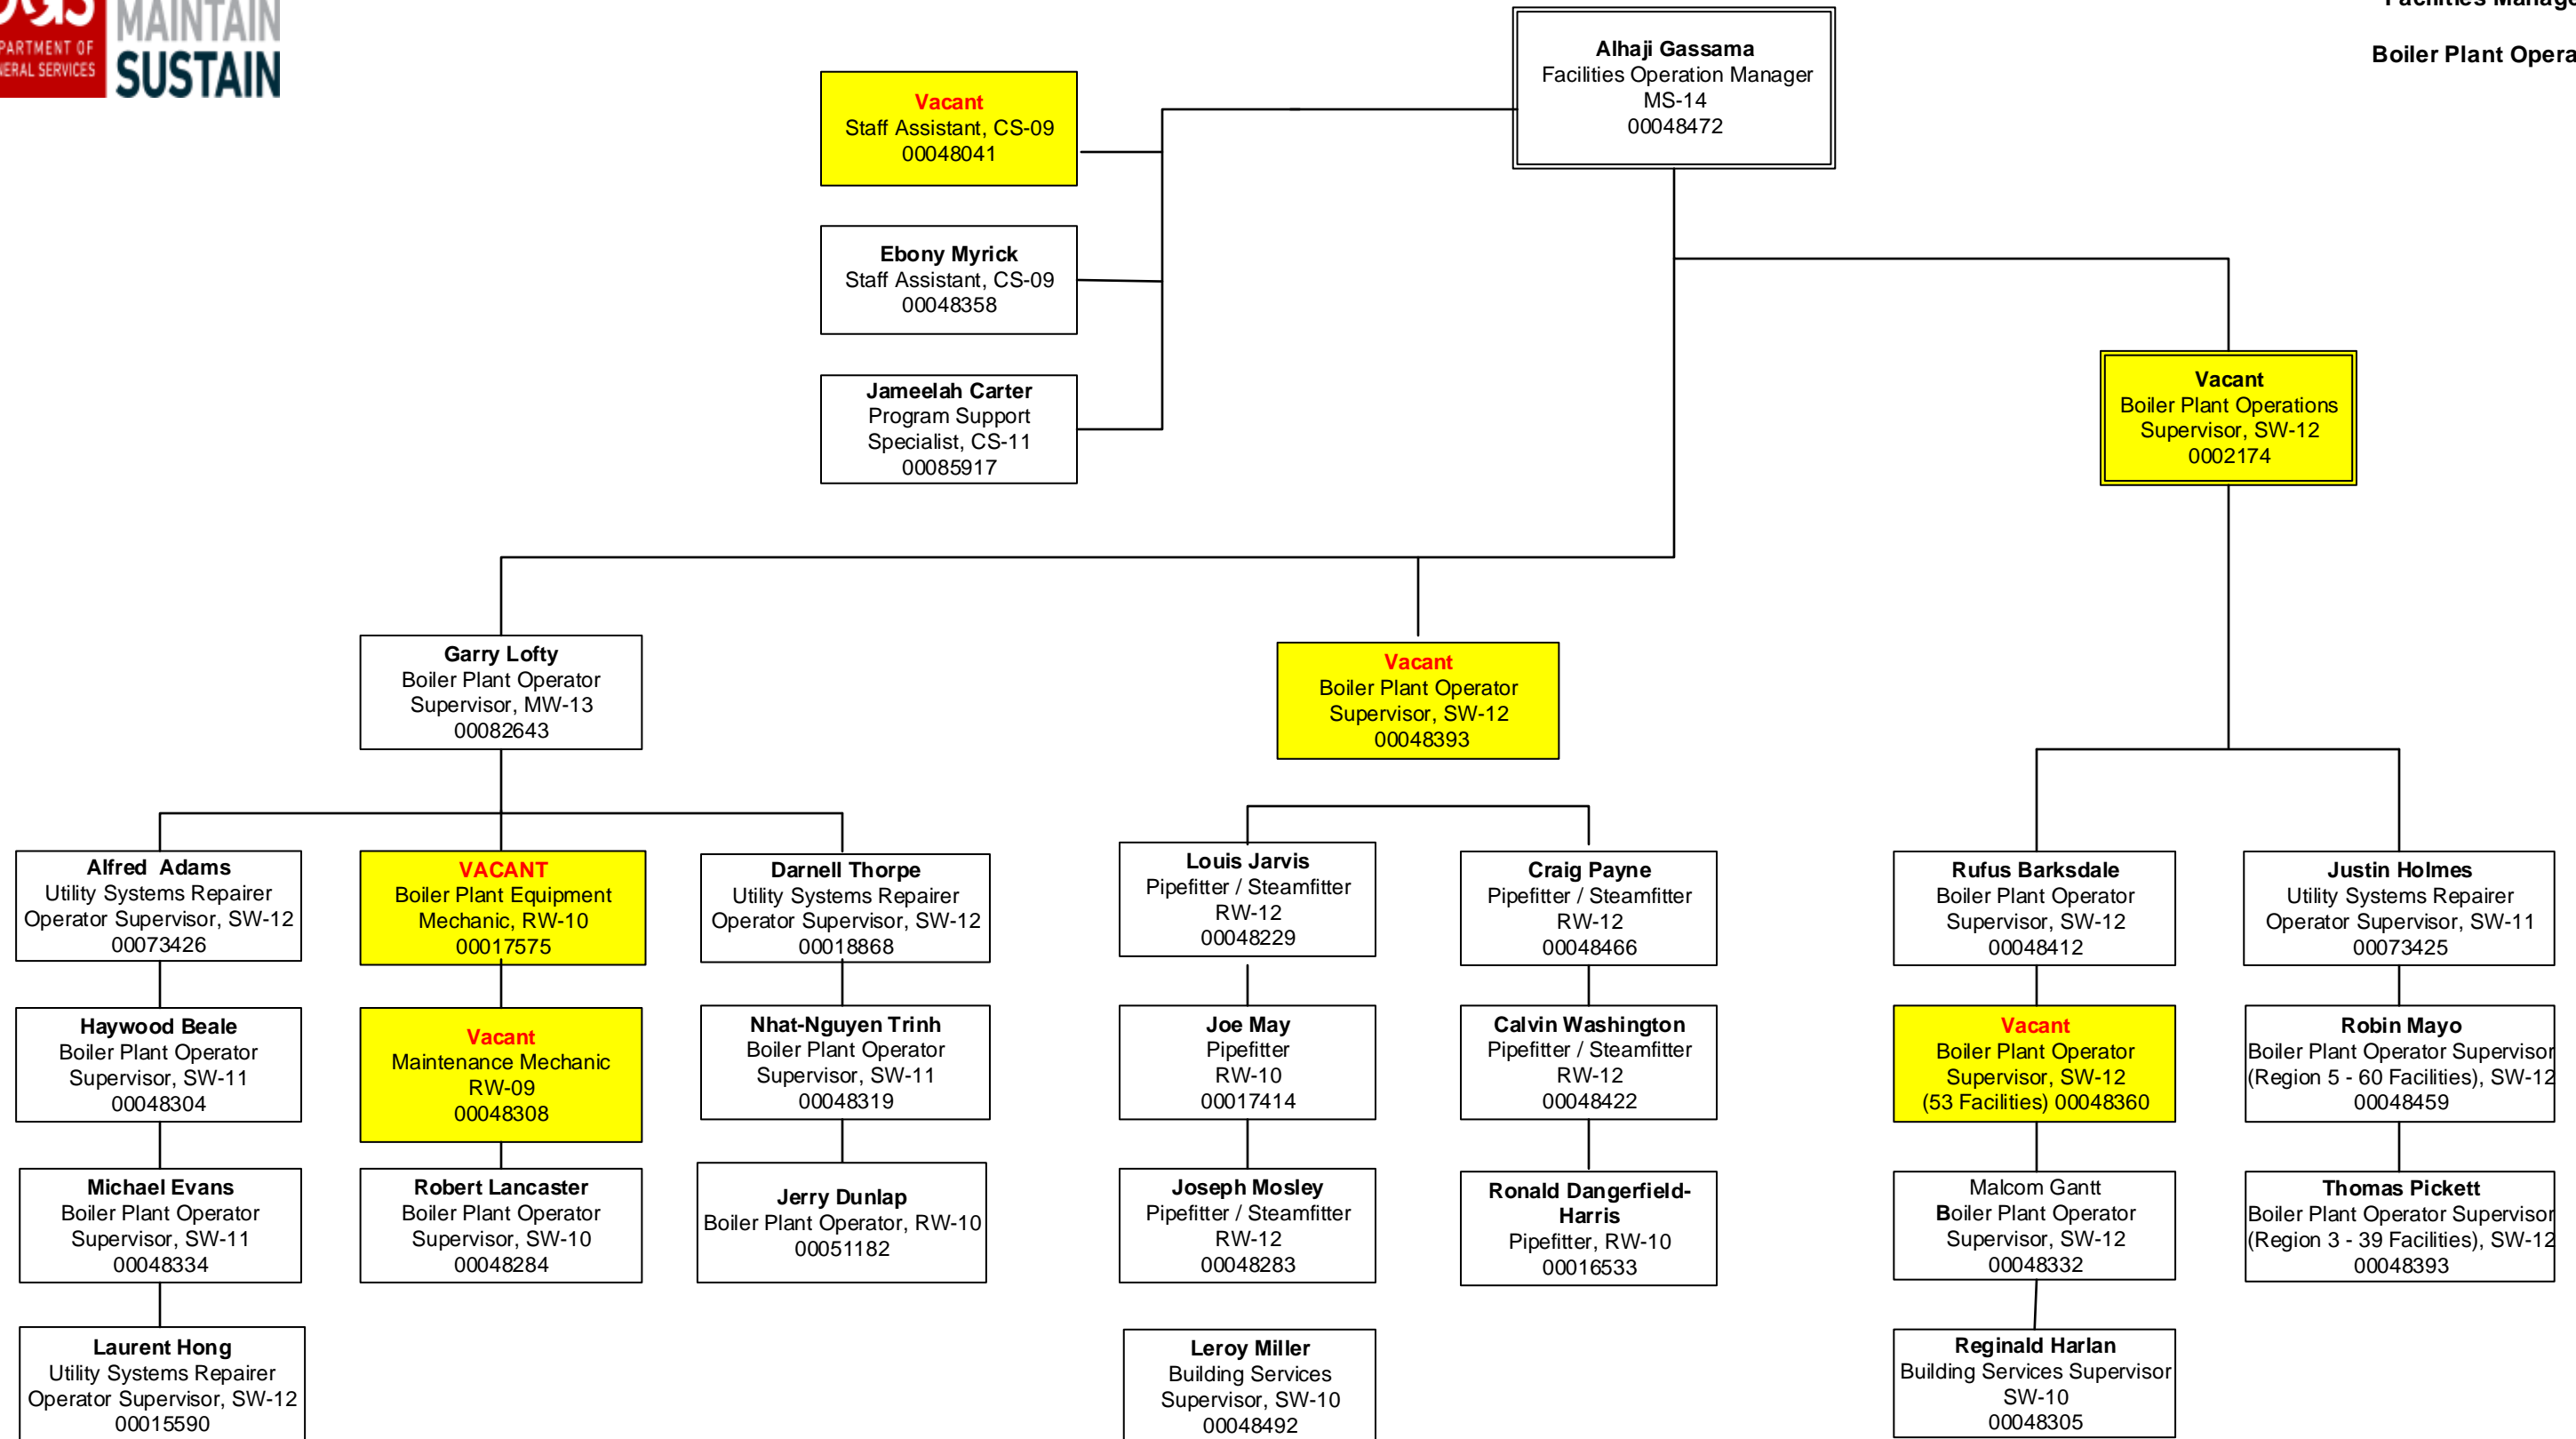 MAINTAIN
SUSTAIN
Boiler Plant
Alhaji Gassama
Facilities Operation Manager
MS-14
00048472
Vacant
Staff Assistant, CS-09
00048041
Ebony Myrick
Staff Assistant, CS-09
00048358
Jameelah Carter
Program Support
Specialist, CS-11
00085917
Vacant
Boiler Plant Operations
Supervisor, SW-12
0002174
Garry Lofty
Boiler Plant Operator
Supervisor, MW-13
00082643
Vacant
Boiler Plant Operator
Supervisor, SW-12
00048393
Alfred Adams
Utility Systems Repairer
Operator Supervisor, SW-12
00073426
VACANT
Boiler Plant Equipment
Mechanic, RW-10
00017575
Darnell Thorpe
Utility Systems Repairer
Operator Supervisor, SW-12
00018868
Louis Jarvis
Pipefitter / Steamfitter
RW-12
00048229
Craig Payne
Pipefitter / Steamfitter
RW-12
00048466
Rufus Barksdale
Boiler Plant Operator
Supervisor, SW-12
00048412
Justin Holmes
Utility Systems Repairer
Operator Supervisor, SW-11
00073425
Haywood Beale
Boiler Plant Operator
Supervisor, SW-11
00048304
Vacant
Maintenance Mechanic
RW-09
00048308
Nhat-Nguyen Trinh
Boiler Plant Operator
Supervisor, SW-11
00048319
Joe May
Pipefitter
RW-10
00017414
Calvin Washington
Pipefitter / Steamfitter
RW-12
00048422
Vacant
Boiler Plant Operator
Supervisor, SW-12
(53 Facilities) 00048360
Robin Mayo
Boiler Plant Operator Supervisor
(Region 5 - 60 Facilities), SW-12
00048459
Michael Evans
Boiler Plant Operator
Supervisor, SW-11
00048334
Robert Lancaster
Boiler Plant Operator
Supervisor, SW-10
00048284
Jerry Dunlap
Boiler Plant Operator, RW-10
00051182
Joseph Mosley
Pipefitter / Steamfitter
RW-12
00048283
Ronald Dangerfield-
Harris
Pipefitter, RW-10
00016533
Malcom Gantt
Boiler Plant Operator
Supervisor, SW-12
00048332
Thomas Pickett
Boiler Plant Operator Supervisor
(Region 3 - 39 Facilities), SW-12
00048393
Laurent Hong
Utility Systems Repairer
Operator Supervisor, SW-12
00015590
Leroy Miller
Building Services
Supervisor, SW-10
00048492
Reginald Harlan
Building Services Supervisor
SW-10
00048305